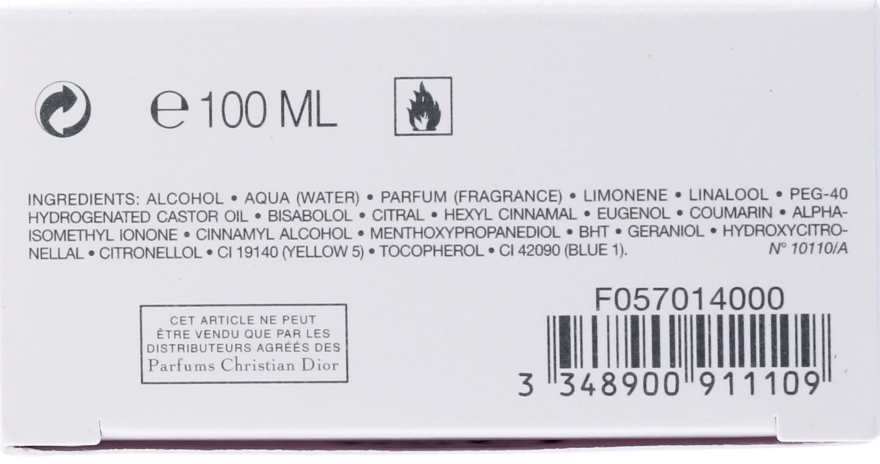 ℮ 100 ML
INGREDIENTS: ALCOHOL • AQUA (WATER) • PARFUM (FRAGRANCE) • LIMONENE • LINALOOL • PEG-40
HYDROGENATED CASTOR OIL • BISABOLOL • CITRAL • HEXYL CINNAMAL • EUGENOL • COUMARIN • ALPHA-
ISOMETHYL IONONE • CINNAMYL ALCOHOL • MENTHOXYPROPANEDIOL • BHT • GERANIOL • HYDROXYCITRO-
NELLAL • CITRONELLOL • CI 19140 (YELLOW 5) • TOCOPHEROL • CI 42090 (BLUE 1). N° 10110/A
CET ARTICLE NE PEUT
ÊTRE VENDU QUE PAR LES
DISTRIBUTEURS AGRÉÉS DES
Parfums Christian Dior
F057014000
3 348900 911109